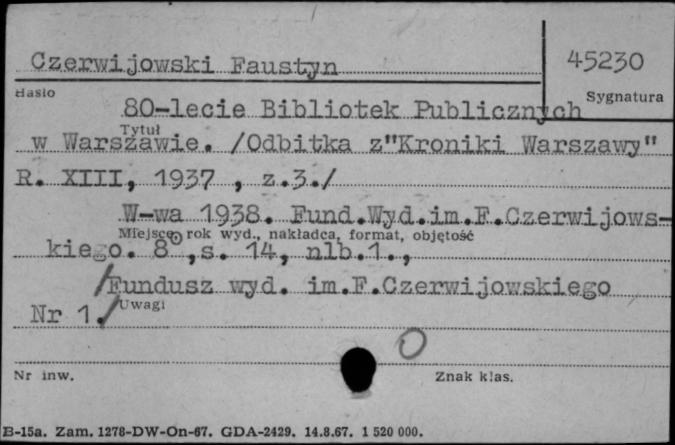 Czerwijowski Faustyn 45230
Hasło Sygnatura
80-lecie Bibliotek Publicznych
Tytuł
w Warszawie. /Odbitka z"Kroniki Warszawy"
R. XIII, 1937 , z.3./
W-wa 1938. Fund.Wyd.im.F.Czerwijows-
Miejsce, rok wyd., nakładca, format, objętość
kiego. 8°,s. 14, nlb.1.,
/Fundusz wyd. im.F.Czerwijowskiego
Uwagi
Nr 1./
O
Nr inw. Znak klas.
B-15a. Zam. 1278-DW-On-67. GDA-2429. 14.8.67. 1 520 000.